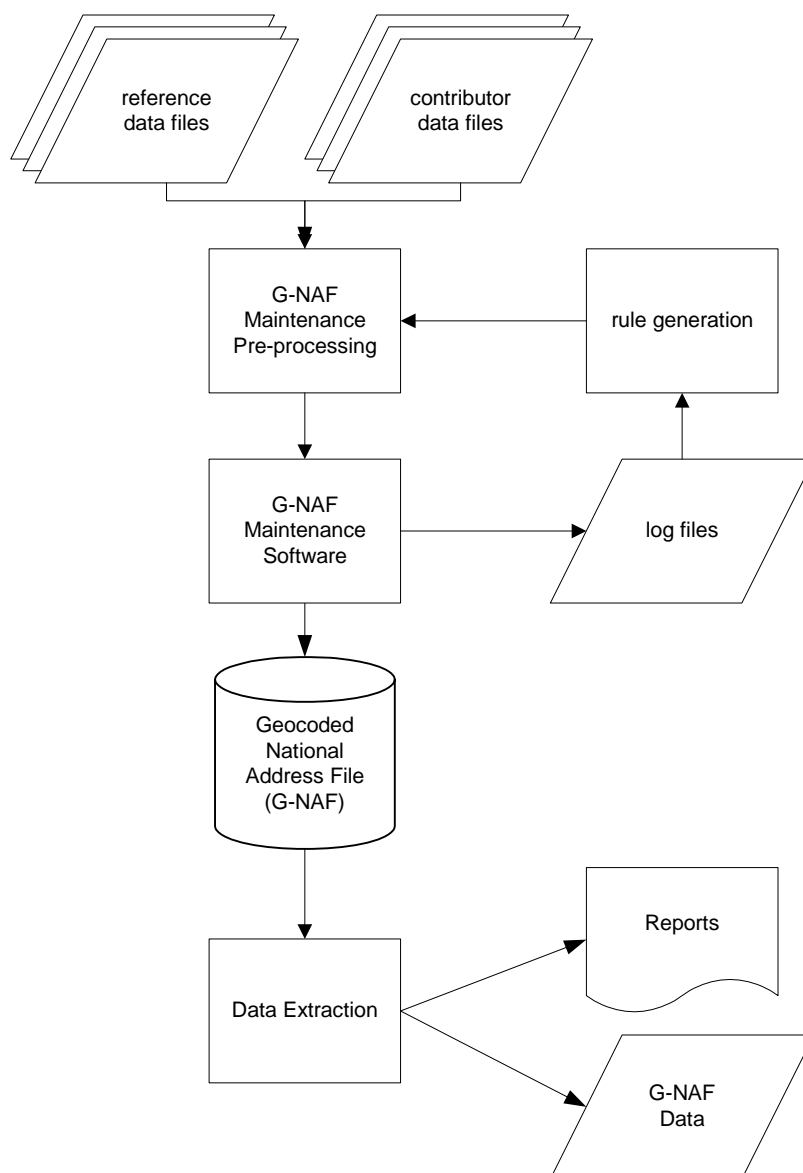 reference
data files
contributor
data files
G-NAF
Maintenance
Pre-processing
rule generation
G-NAF
Maintenance
Software
log files
Geocoded
National
Address File
(G-NAF)
Reports
Data Extraction
G-NAF
Data